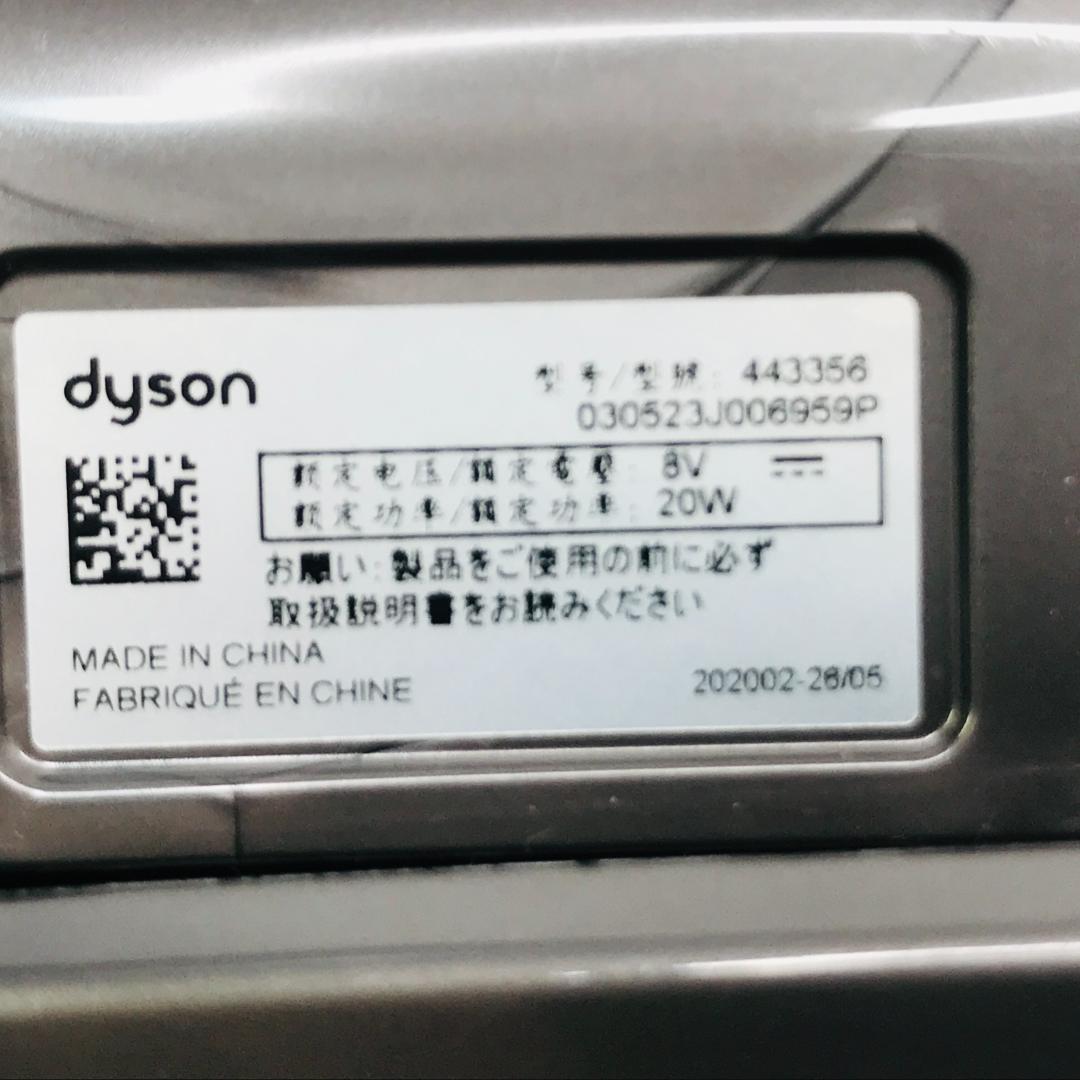 dyson
型号/型號: 443356
030523J006959P
额定电压/額定電壓: 8V ⎓
额定功率/額定功率: 20W
お願い:製品をご使用の前に必ず
取扱説明書をお読みください
MADE IN CHINA
FABRIQUÉ EN CHINE
202002-26/05